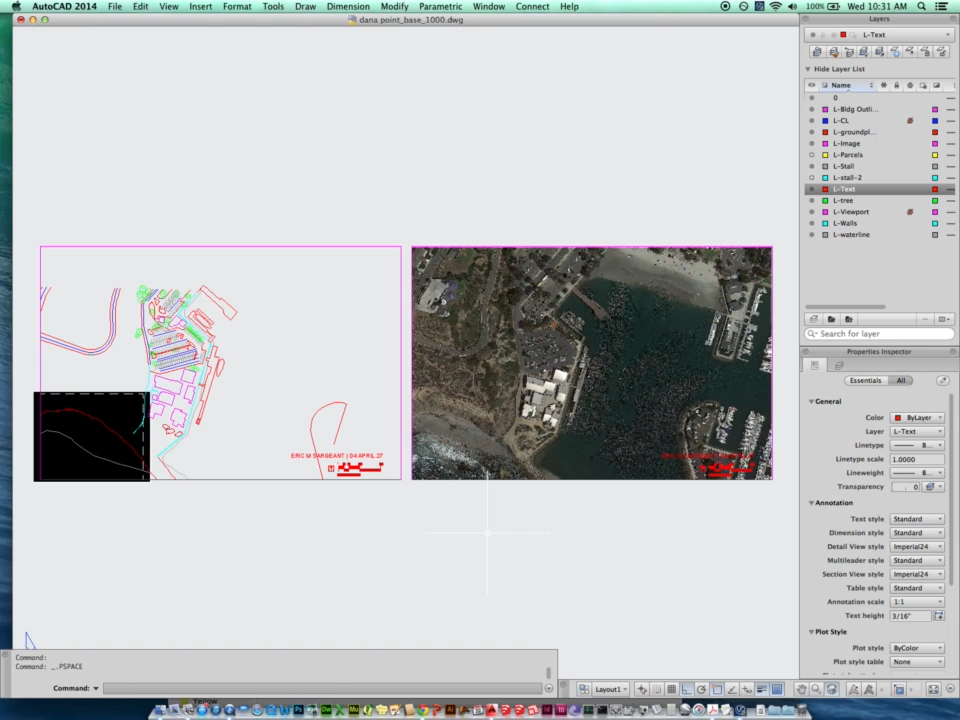 AutoCAD 2014 File Edit View Insert Format Tools Draw Dimension Modify Parametric Window Connect Help 100% Wed 10:31 AM
dana point_base_1000.dwg
Layers
L-Text
Hide Layer List
Name
0
L-Bldg Outli...
L-CL
L-groundpl...
L-Image
L-Parcels
L-Stall
L-stall-2
L-Text
L-tree
L-Viewport
L-Walls
L-waterline
Search for layer
Properties Inspector
Essentials All
General
Color ByLayer
Layer L-Text
Linetype B...
Linetype scale 1.0000
Lineweight B...
Transparency 0
Annotation
Text style Standard
Dimension style Standard
Detail View style Imperial24
Multileader style Standard
Section View style Imperial24
Table style Standard
Annotation scale 1:1
Text height 3/16"
Plot Style
Plot style ByColor
Plot style table None
ERIC M SARGEANT | D4 APRIL 27
Command:
Command: _.PSPACE
Command:
Layout1
Yellow